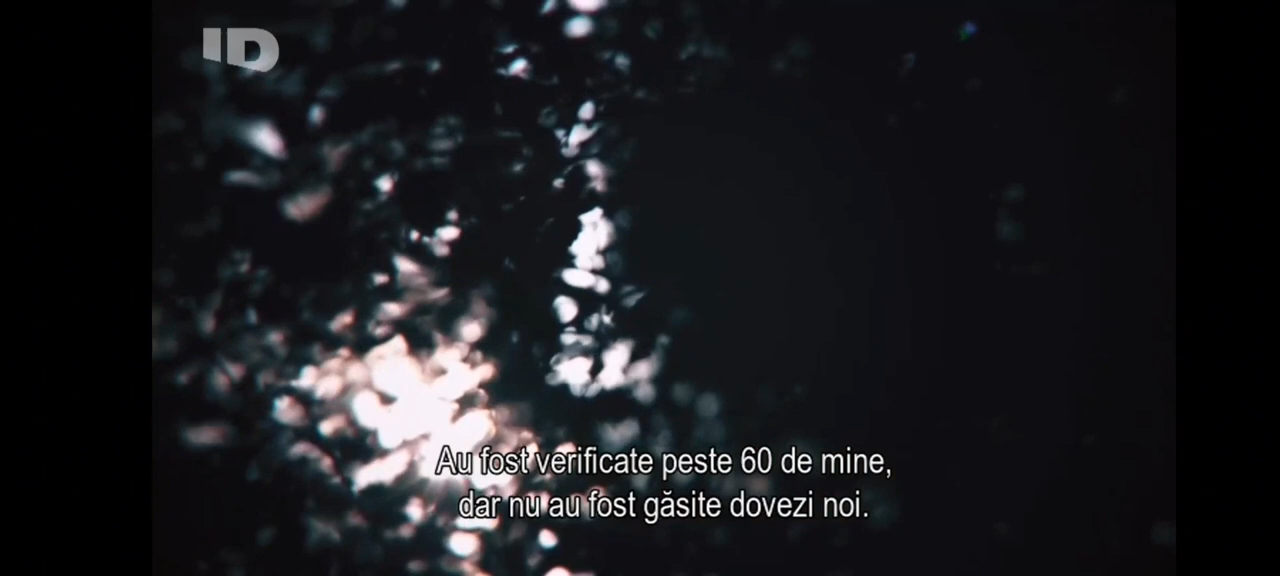 ID
Au fost verificate peste 60 de mine,
dar nu au fost găsite dovezi noi.